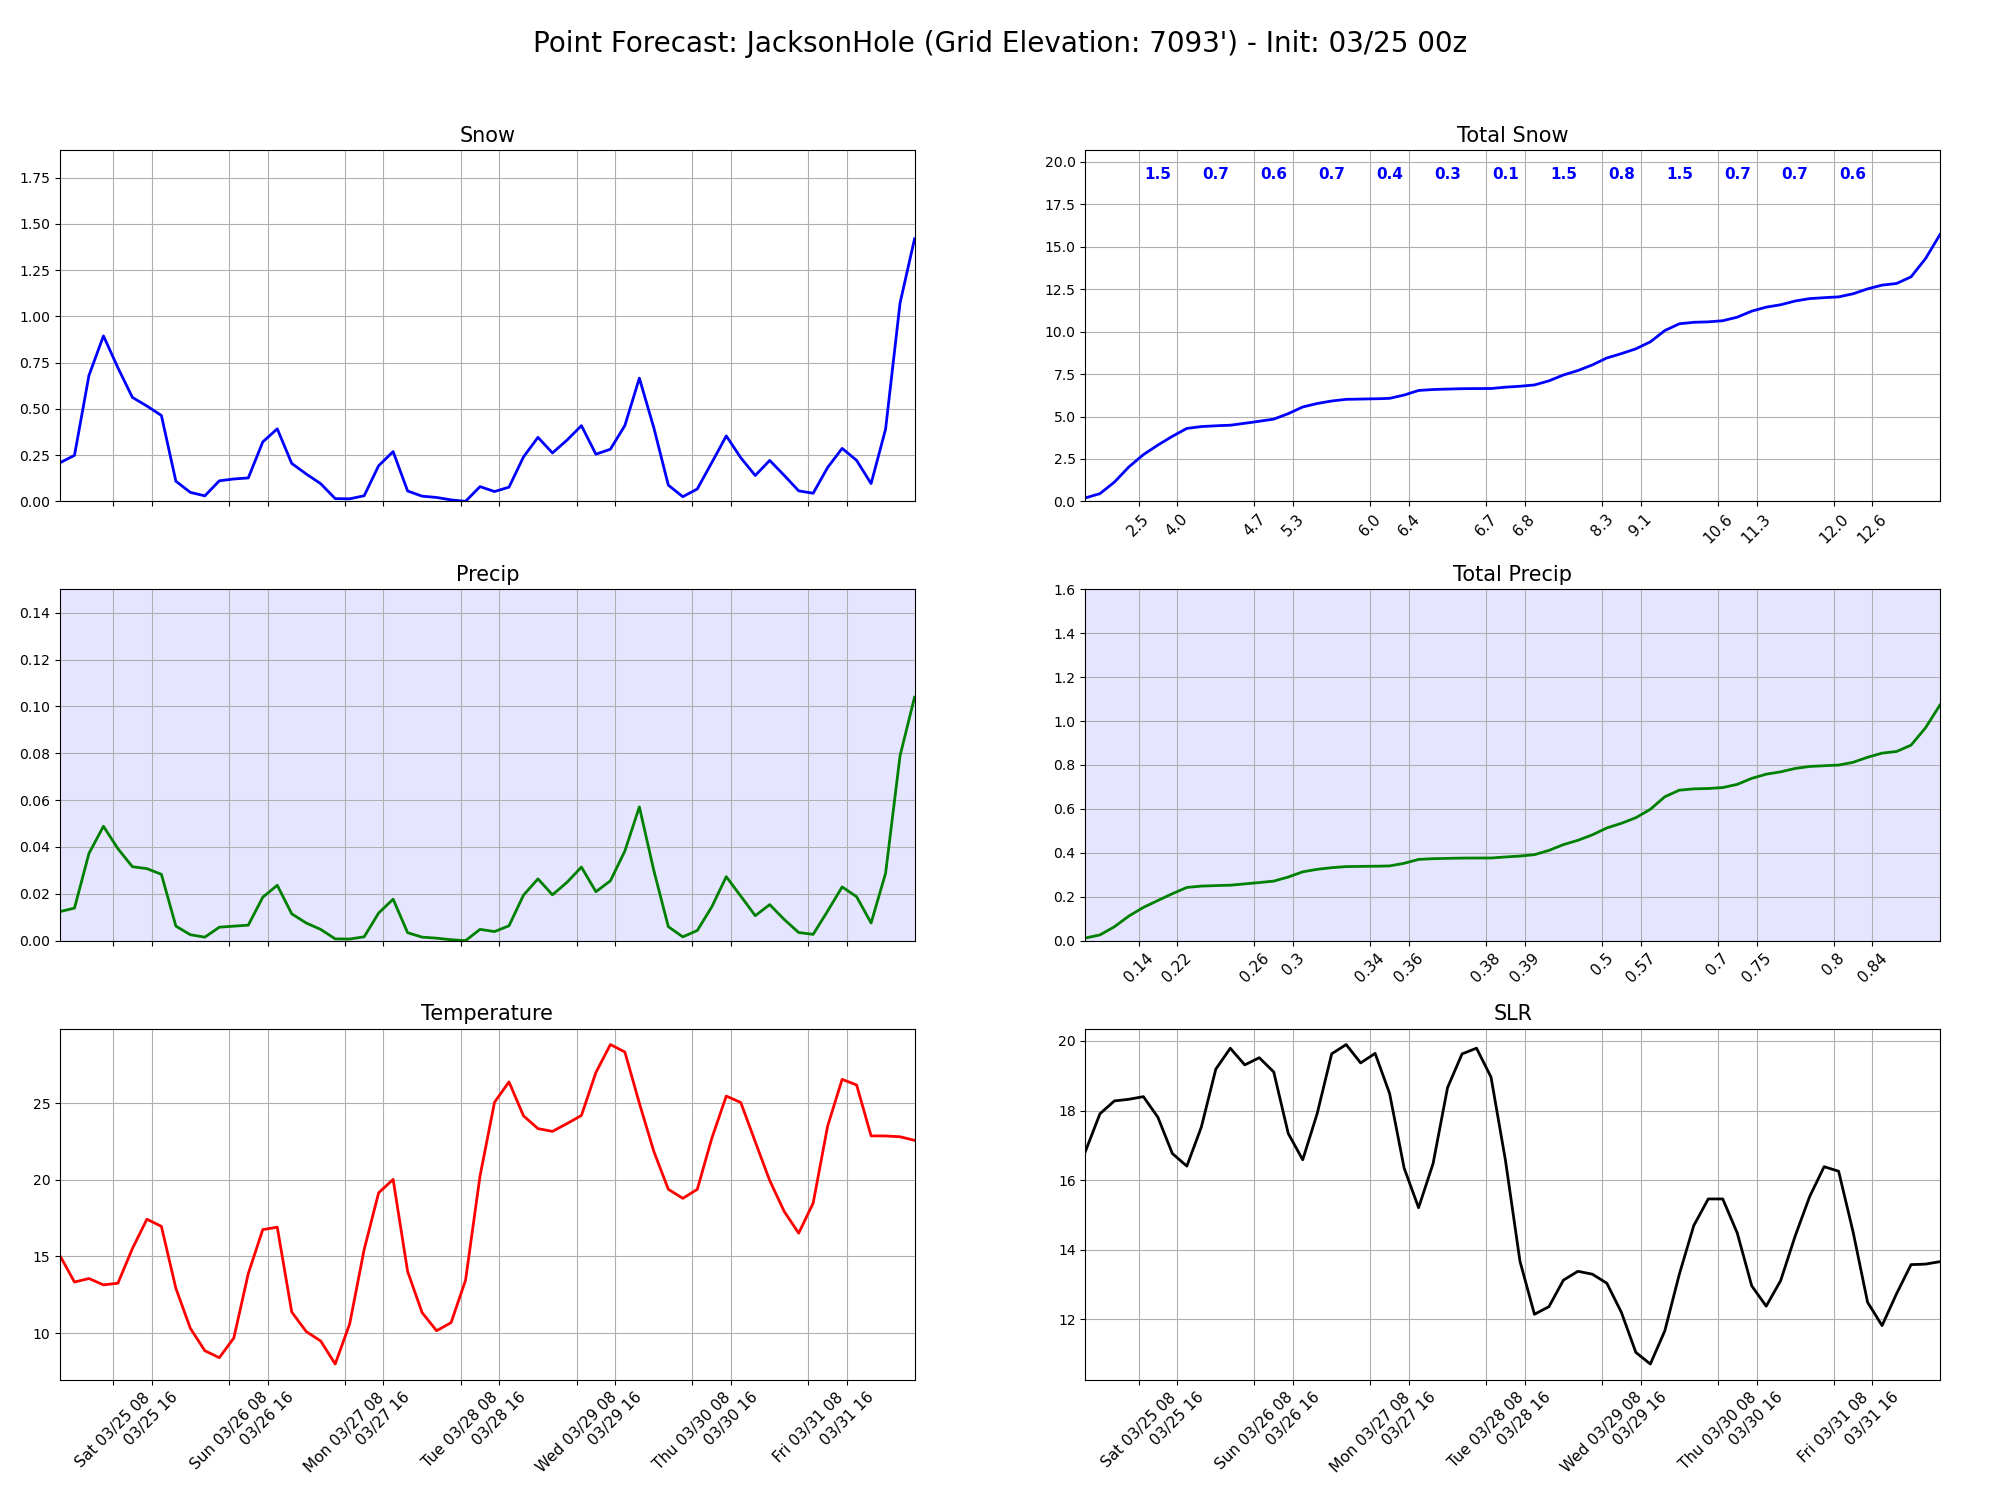 Point Forecast: JacksonHole (Grid Elevation: 7093') - Init: 03/25 00z
Snow
1.75
1.50
1.25
1.00
0.75
0.50
0.25
0.00
Total Snow
20.0
17.5
15.0
12.5
10.0
7.5
5.0
2.5
0.0
1.5 0.7 0.6 0.7 0.4 0.3 0.1 1.5 0.8 1.5 0.7 0.7 0.6
2.5 4.0 4.7 5.3 6.0 6.4 6.7 6.8 8.3 9.1 10.6 11.3 12.0 12.6
Precip
0.14
0.12
0.10
0.08
0.06
0.04
0.02
0.00
Total Precip
1.6
1.4
1.2
1.0
0.8
0.6
0.4
0.2
0.0
0.14 0.22 0.26 0.3 0.34 0.36 0.38 0.39 0.5 0.57 0.7 0.75 0.8 0.84
Temperature
25
20
15
10
Sat 03/25 08
03/25 16
Sun 03/26 08
03/26 16
Mon 03/27 08
03/27 16
Tue 03/28 08
03/28 16
Wed 03/29 08
03/29 16
Thu 03/30 08
03/30 16
Fri 03/31 08
03/31 16
SLR
20
18
16
14
12
Sat 03/25 08
03/25 16
Sun 03/26 08
03/26 16
Mon 03/27 08
03/27 16
Tue 03/28 08
03/28 16
Wed 03/29 08
03/29 16
Thu 03/30 08
03/30 16
Fri 03/31 08
03/31 16